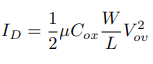 I_D = \frac{1}{2} \mu C_{ox} \frac{W}{L} V_{ov}^2